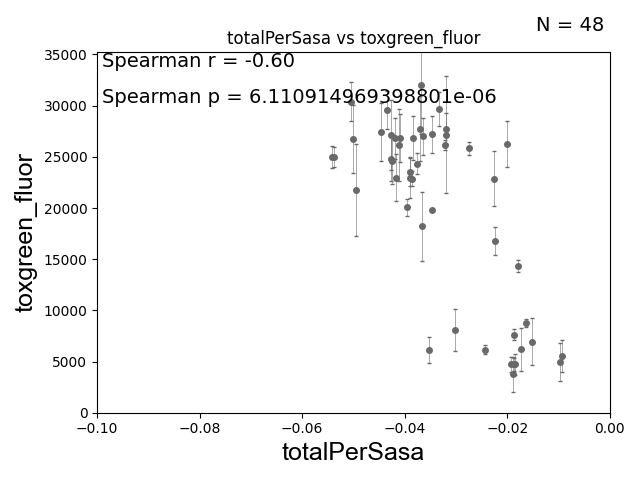 N = 48
totalPerSasa vs toxgreen_fluor
Spearman r = -0.60
Spearman p = 6.110914969398801e-06
35000
30000
25000
20000
15000
10000
5000
0
toxgreen_fluor
−0.10
−0.08
−0.06
−0.04
−0.02
0.00
totalPerSasa